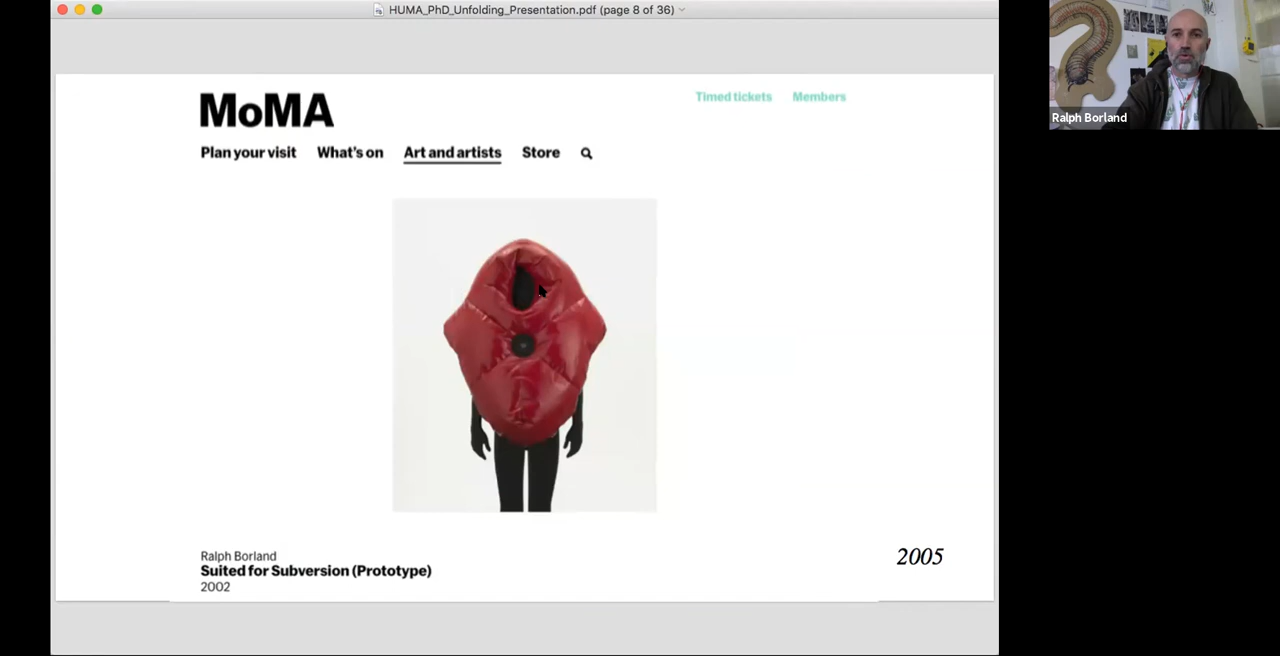 HUMA_PhD_Unfolding_Presentation.pdf (page 8 of 36)
MoMA
Timed tickets Members
Plan your visit What's on Art and artists Store
Ralph Borland
Suited for Subversion (Prototype)
2002
2005
Ralph Borland